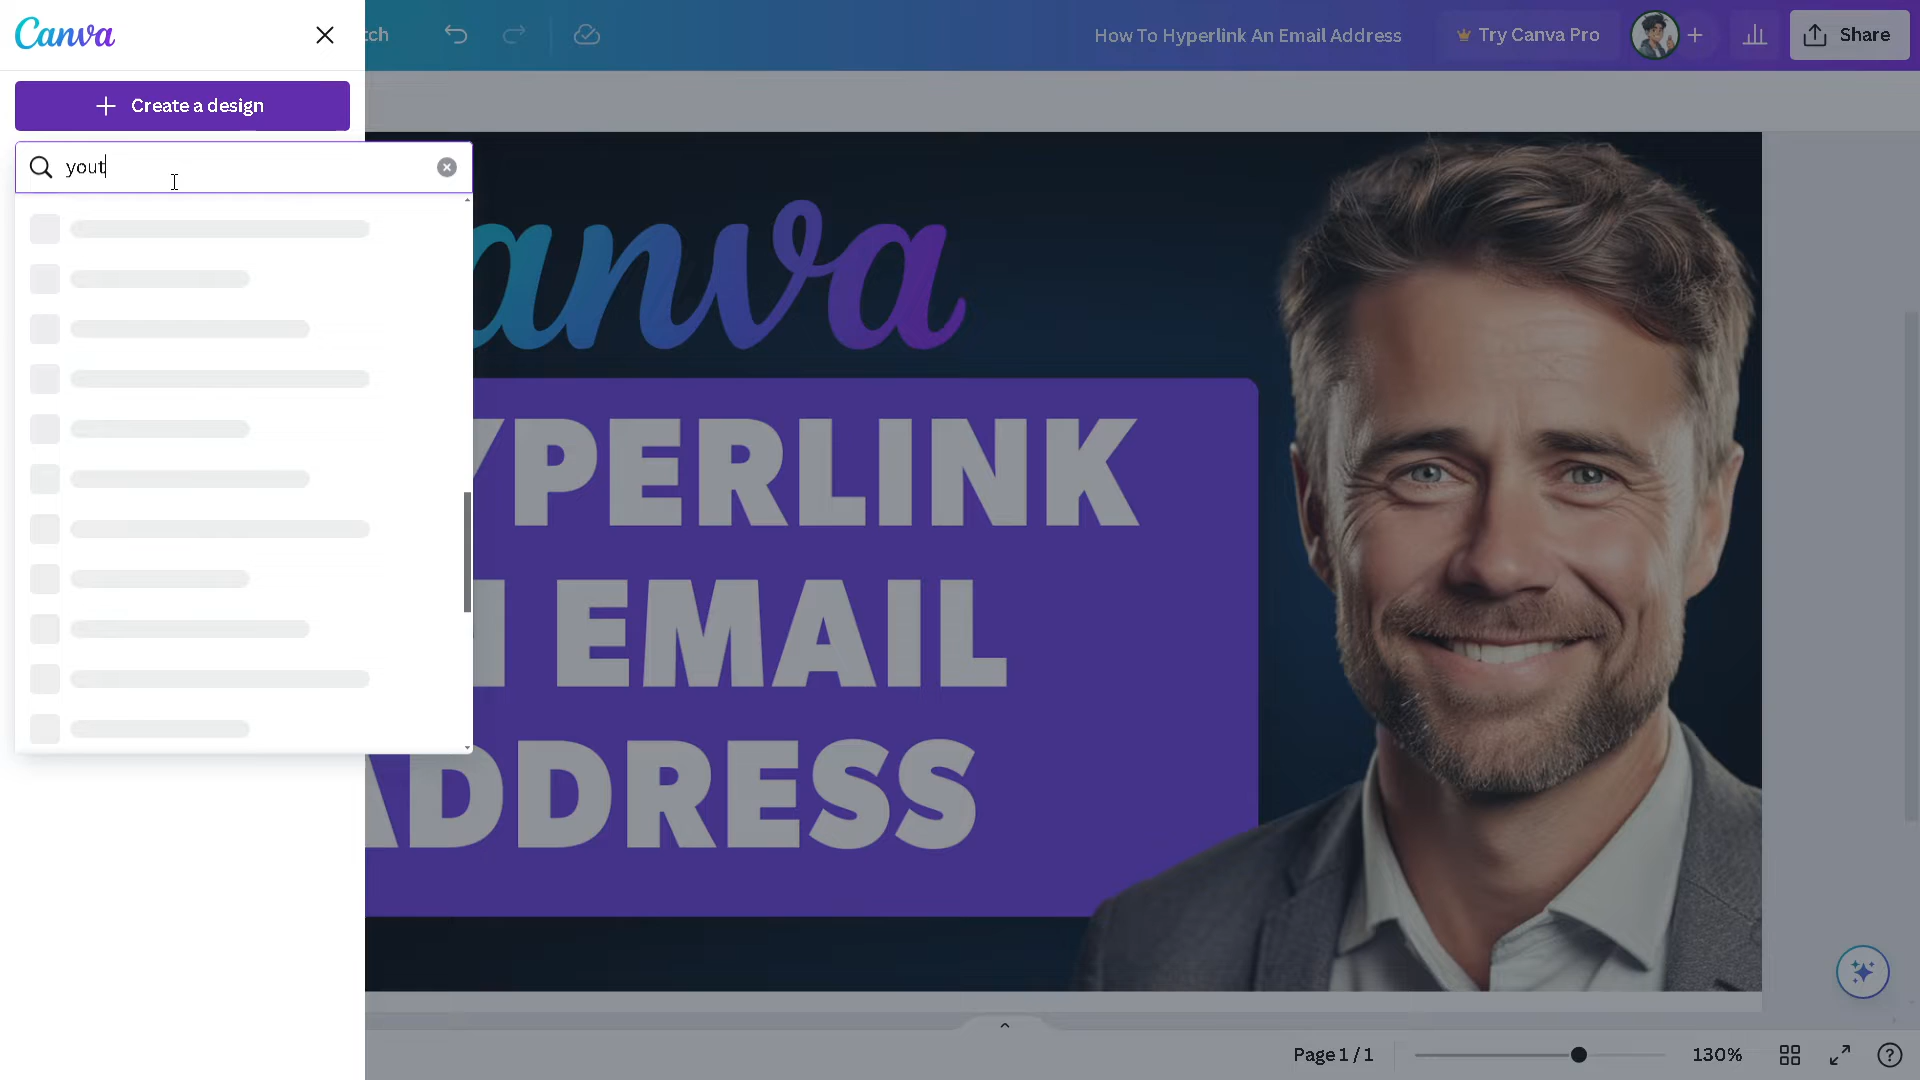 Canva
tch
How To Hyperlink An Email Address
Try Canva Pro
Share
Create a design
yout
anva
YPERLINK
EMAIL
ADDRESS
Page 1 / 1
130%